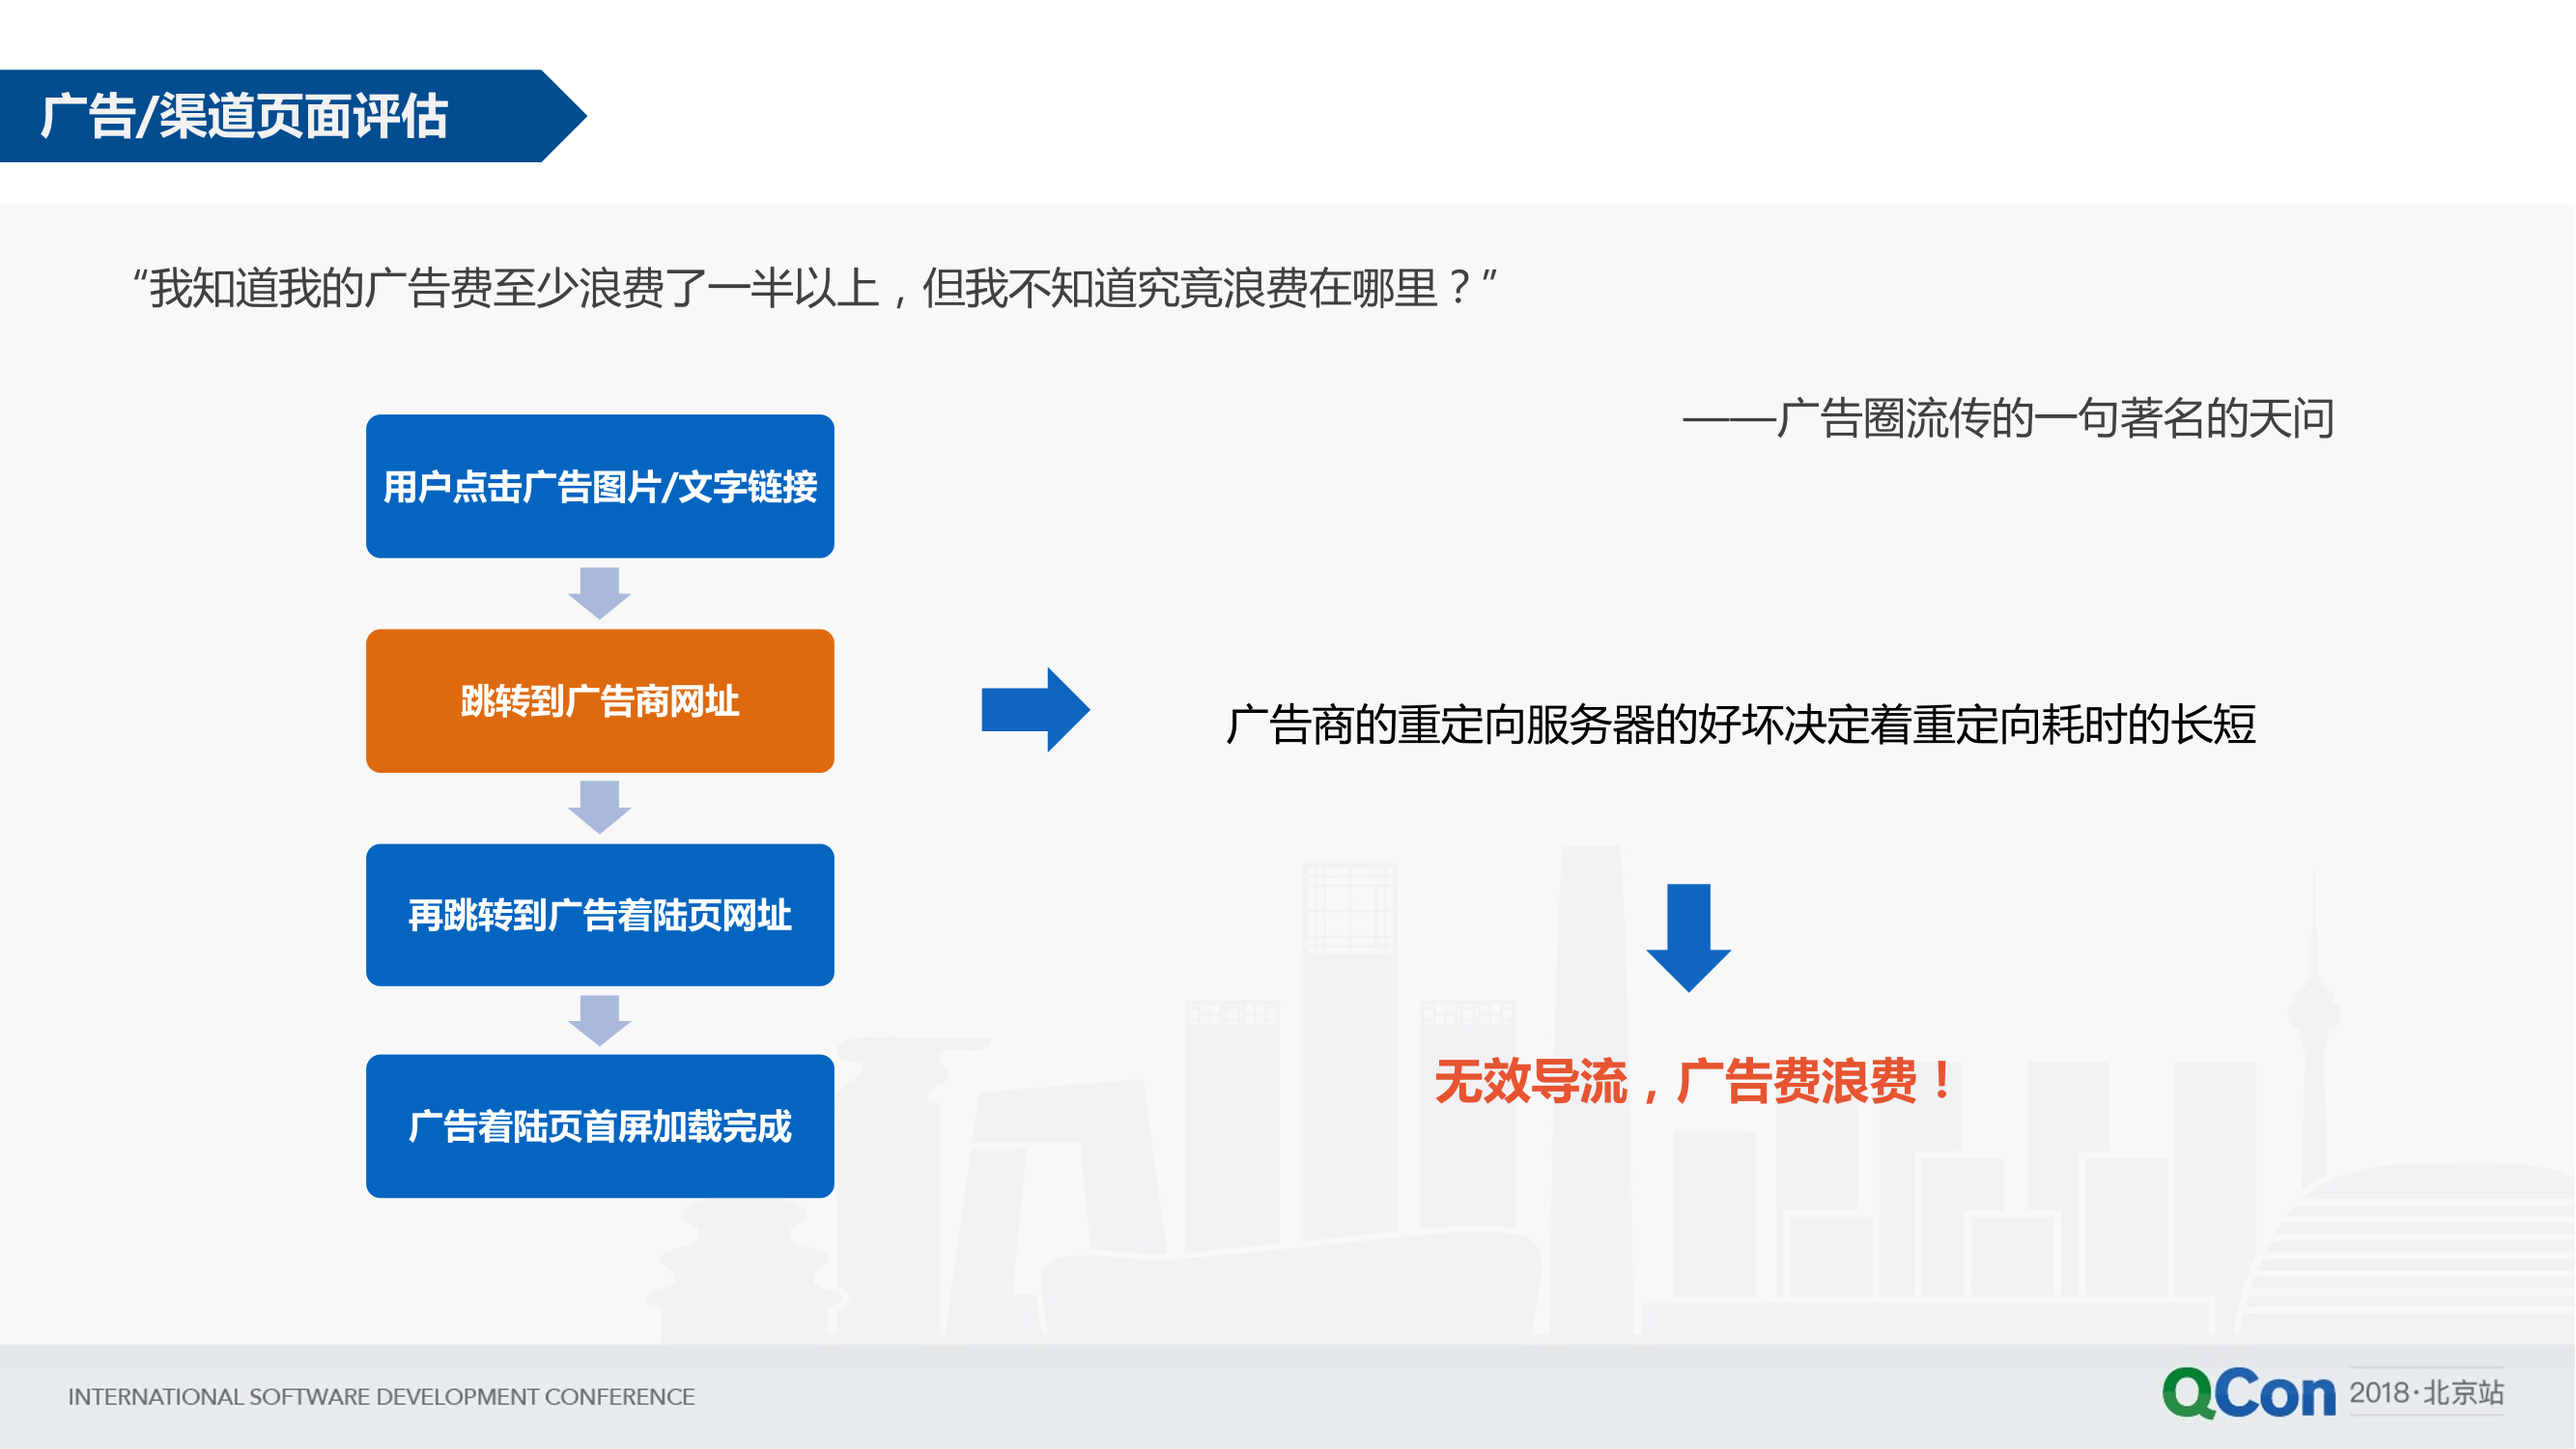 广告/渠道页面评估
“我知道我的广告费至少浪费了一半以上，但我不知道究竟浪费在哪里？”
——广告圈流传的一句著名的天问
用户点击广告图片/文字链接
跳转到广告商网址
广告商的重定向服务器的好坏决定着重定向耗时的长短
再跳转到广告着陆页网址
无效导流，广告费浪费！
广告着陆页首屏加载完成
INTERNATIONAL SOFTWARE DEVELOPMENT CONFERENCE
QCon 2018·北京站